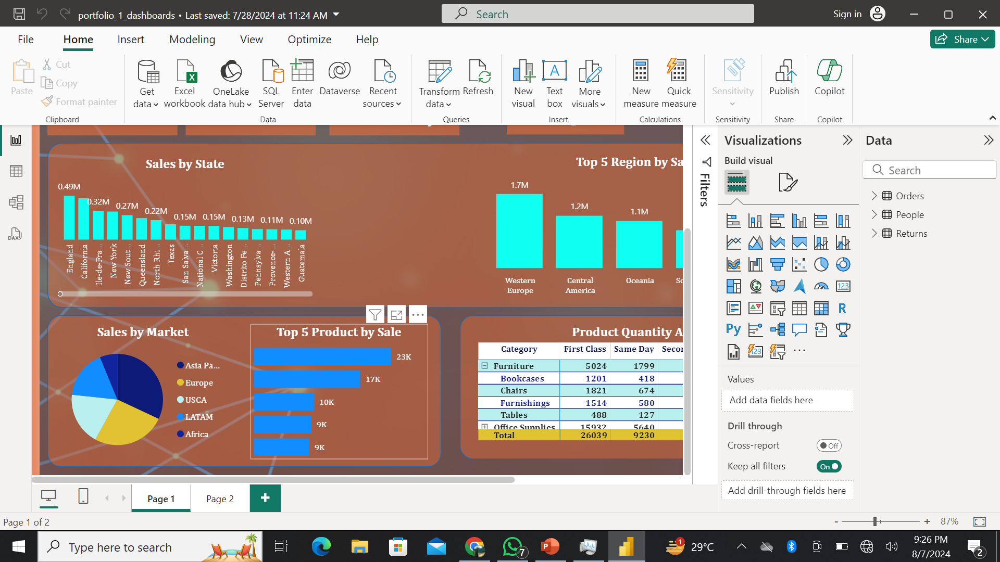 portfolio_1_dashboards • Last saved: 7/28/2024 at 11:24 AM
Search
Sign in
File Home Insert Modeling View Optimize Help
Share
Paste
Cut
Copy
Format painter
Clipboard
Get data
Excel workbook
OneLake data hub
SQL Server
Enter data
Dataverse
Recent sources
Data
Transform data
Refresh
Queries
New visual
Text box
More visuals
Insert
New measure
Quick measure
Calculations
Sensitivity
Sensitivity
Publish
Share
Copilot
Copilot
DAX
Sales by State
0.49M 0.32M 0.27M 0.22M 0.15M 0.15M 0.13M 0.11M 0.10M
England
California
Ile-de-Fra...
New York
New Sout...
Queensland
North Rhi...
Texas
San Salva...
National C...
Victoria
Washington
Distrito Fe...
Pennsylva...
Provence-...
Western A...
Guatemala
Top 5 Region by Sa
1.7M
1.2M
1.1M
Western Europe
Central America
Oceania
So
Sales by Market
Asia Pa...
Europe
USCA
LATAM
Africa
Top 5 Product by Sale
23K
17K
10K
9K
9K
Product Quantity A
Category First Class Same Day Secon
Furniture 5024 1799
Bookcases 1201 418
Chairs 1821 674
Furnishings 1514 580
Tables 488 127
Office Supplies 15932 5640
Total 26039 9230
Filters
Visualizations
Build visual
123
R
Py
123
Values
Add data fields here
Drill through
Cross-report Off
Keep all filters On
Add drill-through fields here
Data
Search
Orders
People
Returns
Page 1
Page 2
Page 1 of 2
- + 87%
Type here to search
7
P
1
29°C
9:26 PM
8/7/2024
2